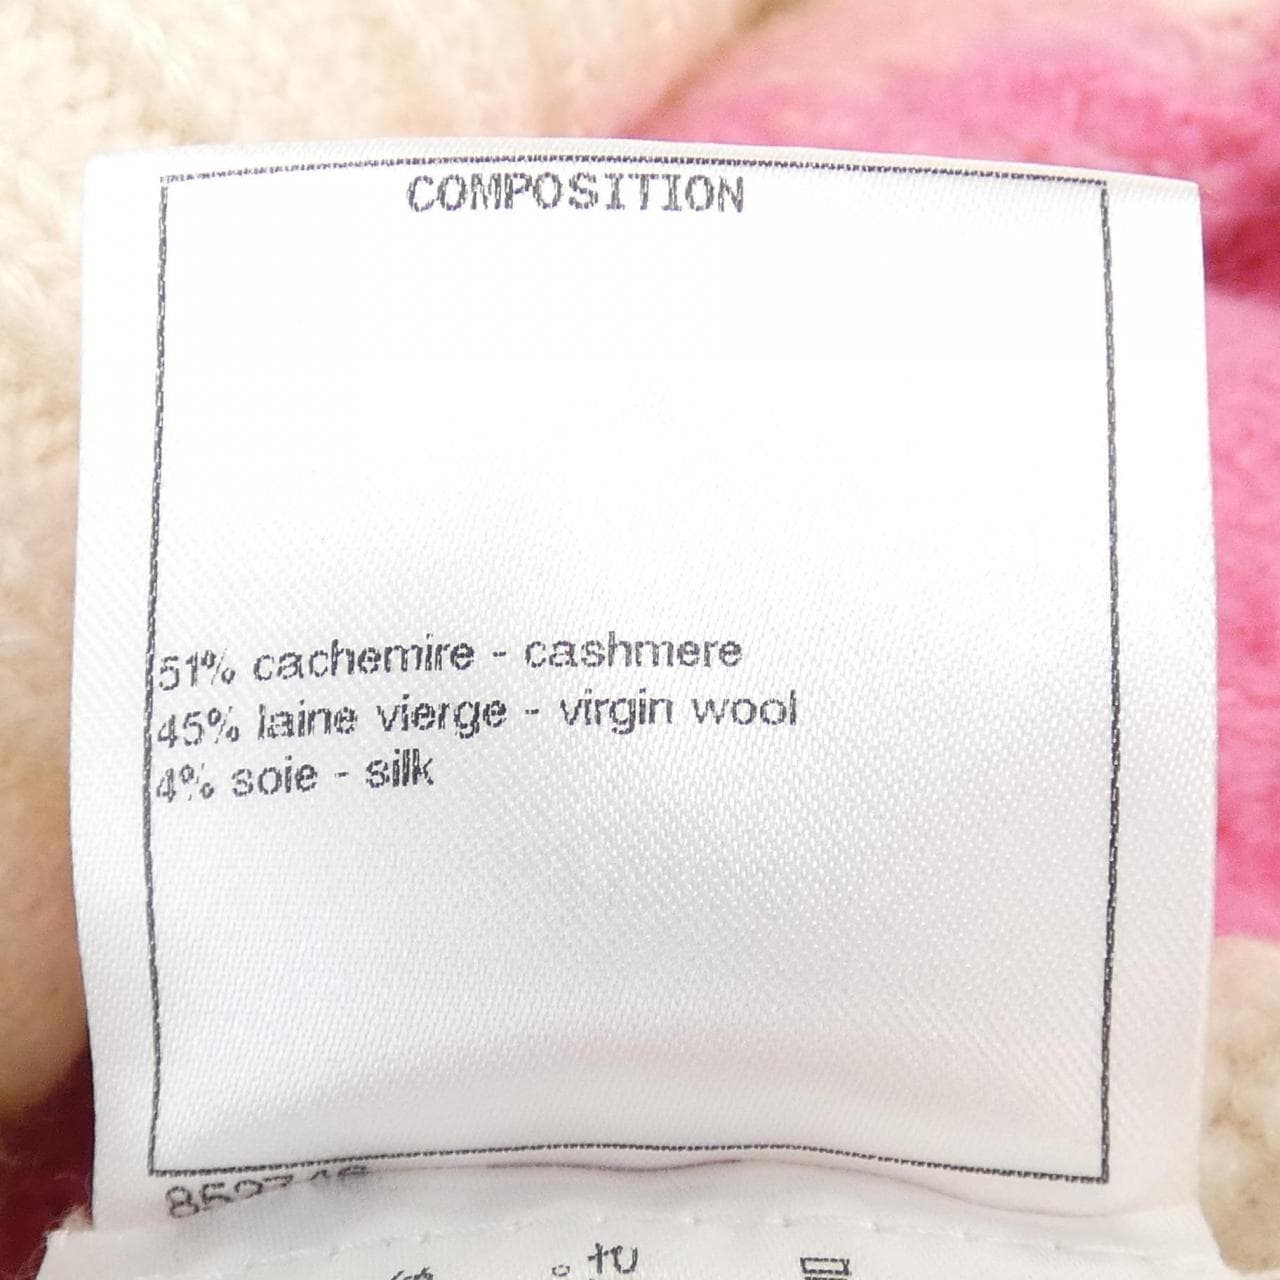 COMPOSITION
51% cachemire - cashmere
45% laine vierge - virgin wool
4% soie - silk